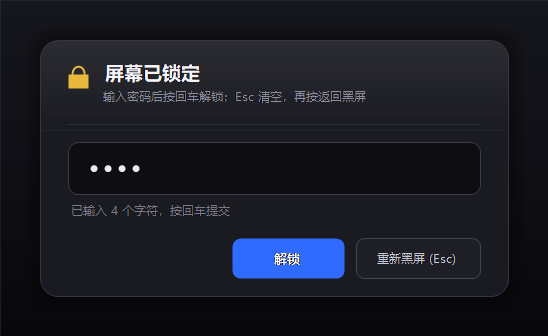 屏幕已锁定
输入密码后按回车解锁；Esc 清空，再按返回黑屏
••••
已输入 4 个字符，按回车提交
解锁
重新黑屏 (Esc)